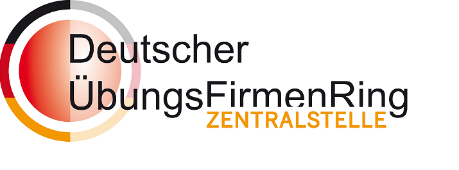 Deutscher
ÜbungsFirmenRing
ZENTRALSTELLE